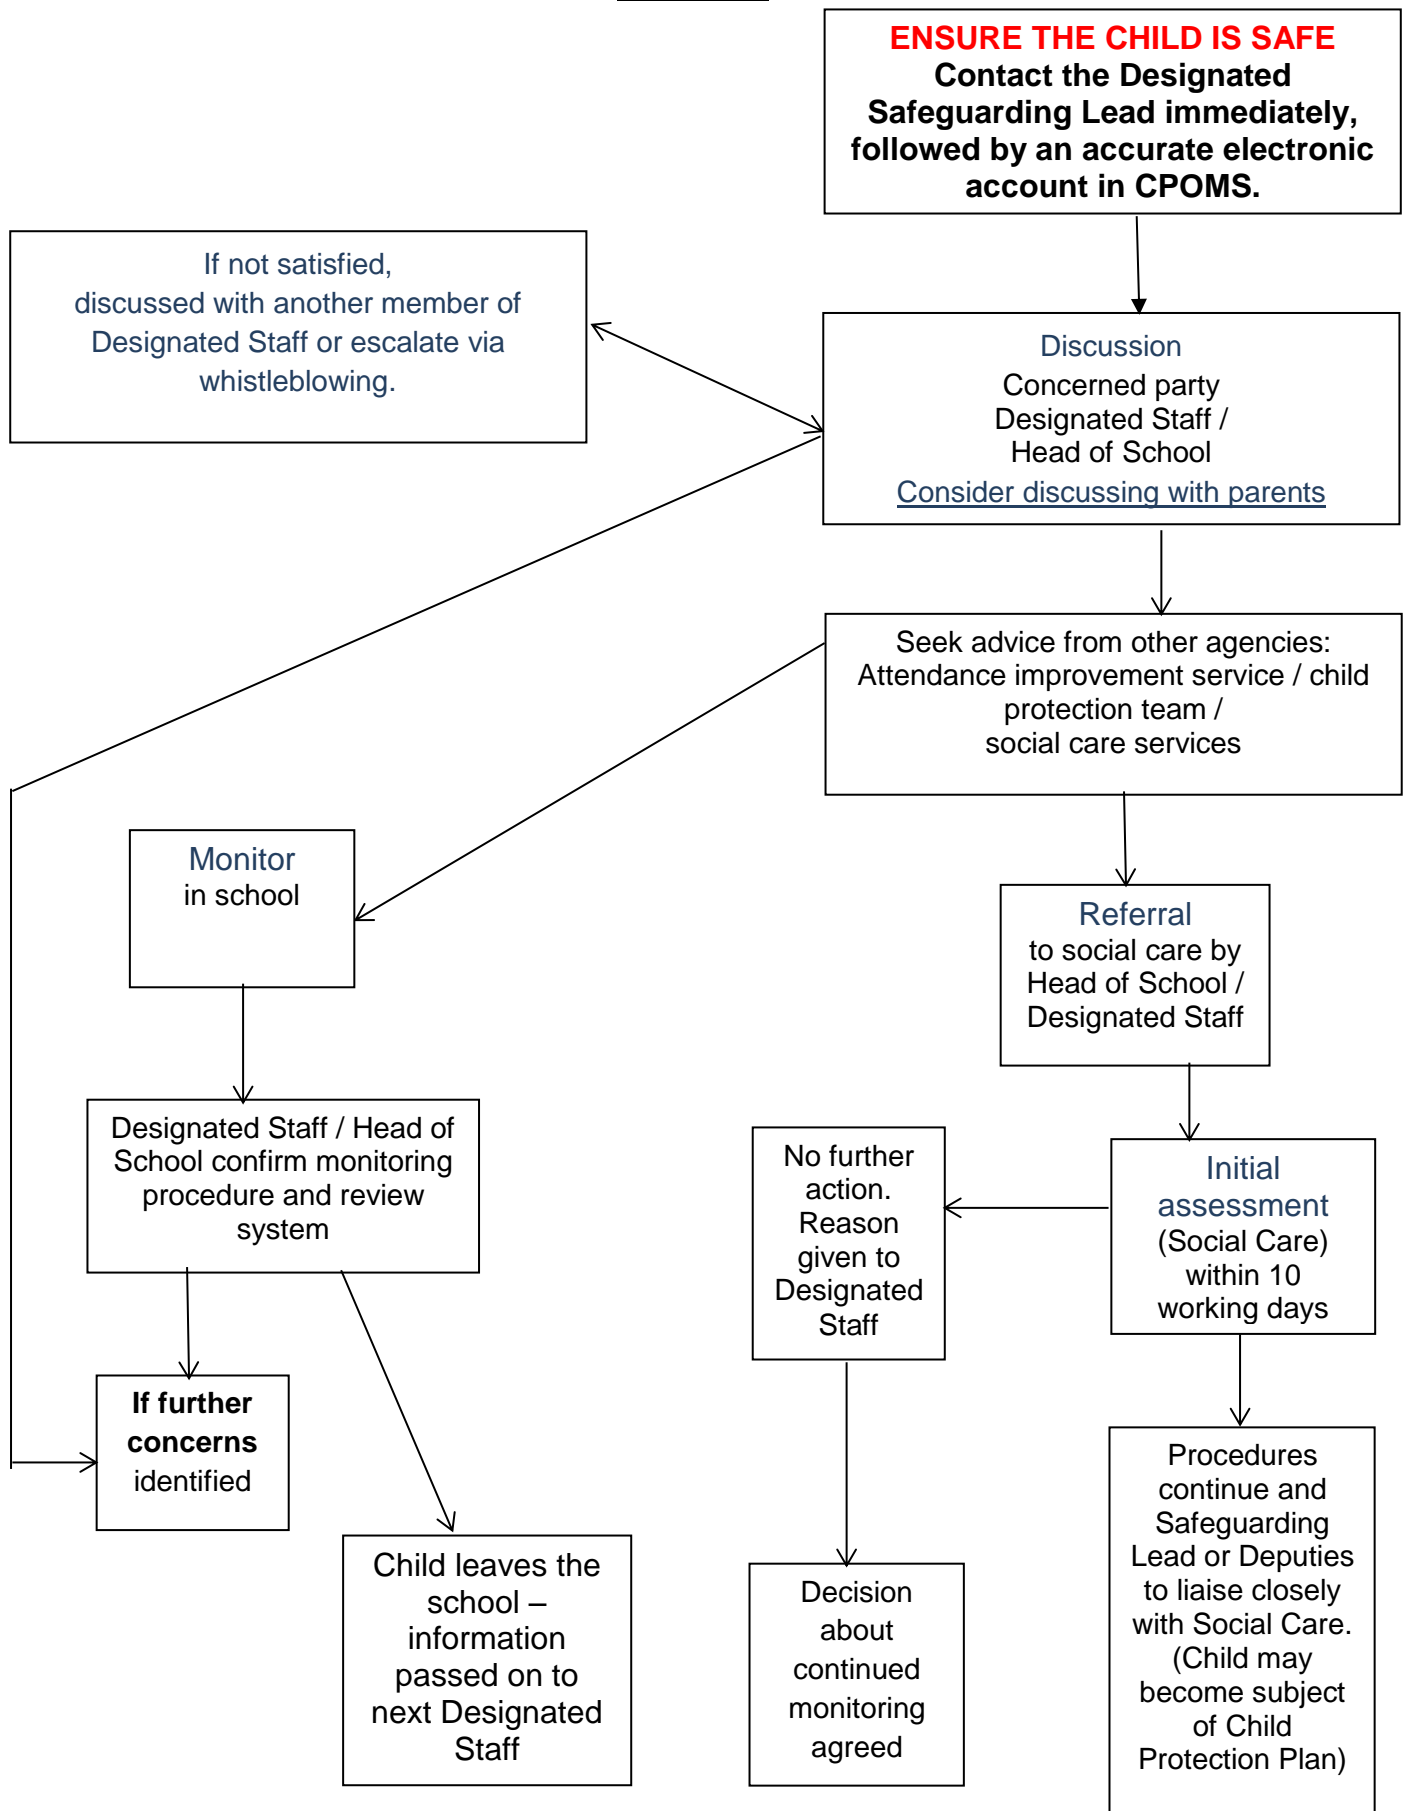 ENSURE THE CHILD IS SAFE
Contact the Designated
Safeguarding Lead immediately,
followed by an accurate electronic
account in CPOMS.
If not satisfied,
discussed with another member of
Designated Staff or escalate via
whistleblowing.
Discussion
Concerned party
Designated Staff /
Head of School
Consider discussing with parents
Seek advice from other agencies:
Attendance improvement service / child
protection team /
social care services
Monitor
in school
Referral
to social care by
Head of School /
Designated Staff
Designated Staff / Head of
School confirm monitoring
procedure and review
system
No further
action.
Reason
given to
Designated
Staff
Initial
assessment
(Social Care)
within 10
working days
If further
concerns
identified
Child leaves the
school –
information
passed on to
next Designated
Staff
Decision
about
continued
monitoring
agreed
Procedures
continue and
Safeguarding
Lead or Deputies
to liaise closely
with Social Care.
(Child may
become subject
of Child
Protection Plan)